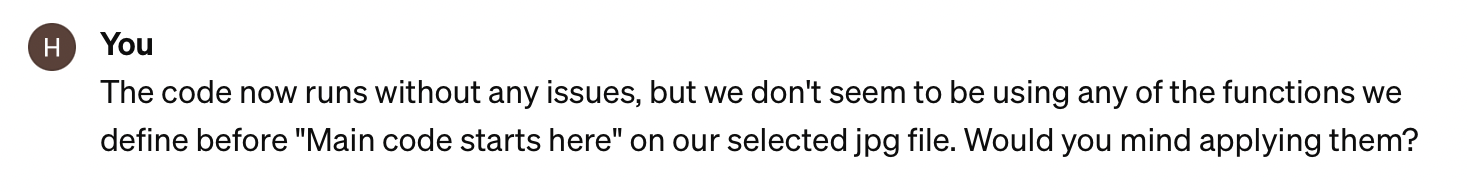 H
You
The code now runs without any issues, but we don't seem to be using any of the functions we
define before "Main code starts here" on our selected jpg file. Would you mind applying them?